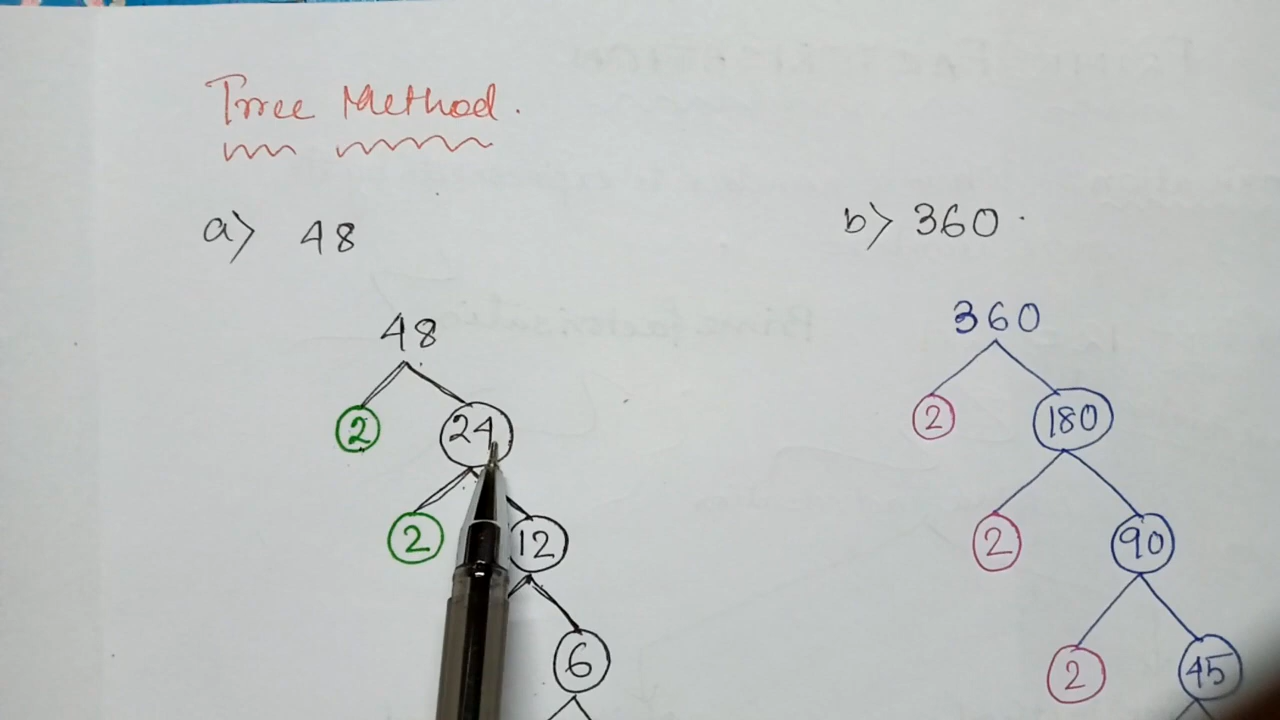 Tree Method.
a) 48
b) 360.
48
2 24
2 12
6
360
2 180
2 90
2 45